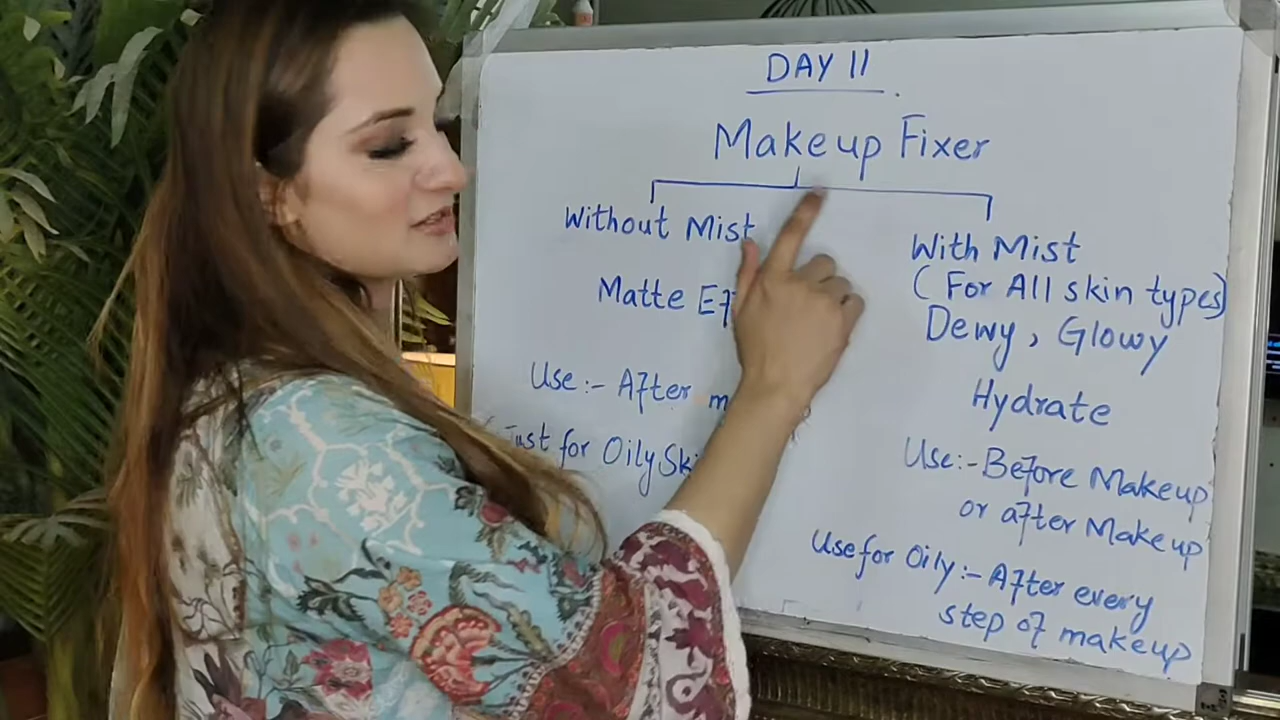 DAY 11
Makeup Fixer
Without Mist
Matte
Use:- After
Just for Oily
With Mist
(For All skin types)
Dewy, Glowy
Hydrate
Use:- Before Makeup
or after Makeup
Use for Oily:- After every
step of makeup